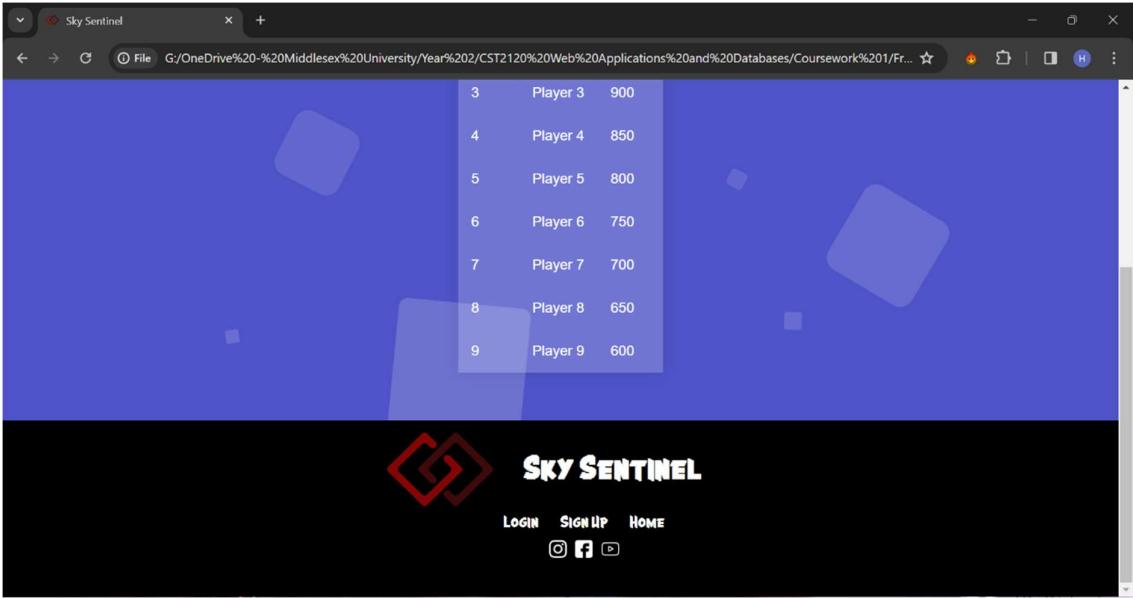 Sky Sentinel
File G:/OneDrive%20-%20Middlesex%20University/Year%202/CST2120%20Web%20Applications%20and%20Databases/Coursework%201/Fr...
H
3 Player 3 900
4 Player 4 850
5 Player 5 800
6 Player 6 750
7 Player 7 700
8 Player 8 650
9 Player 9 600
Sky Sentinel
Login Sign Up Home